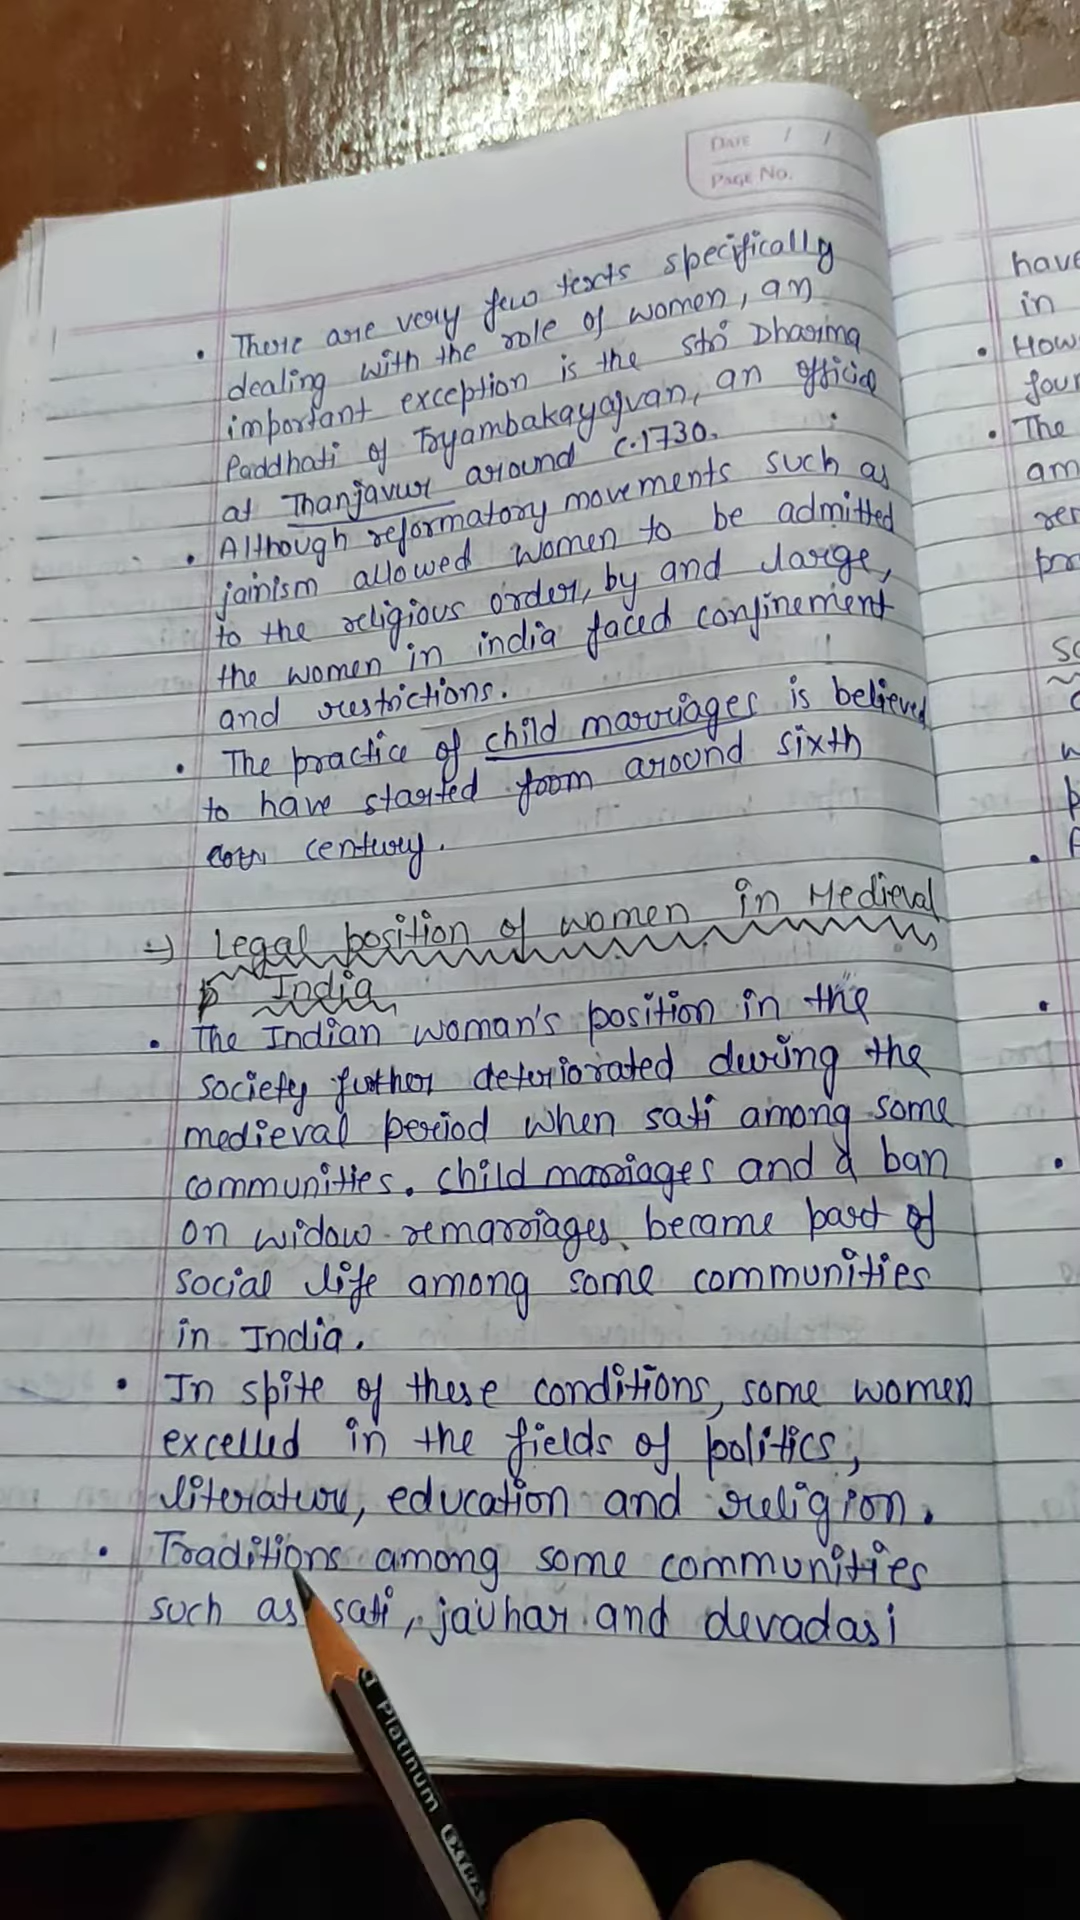 DATE / /
PAGE NO.
• There are very few texts specifically
dealing with the role of women, an
important exception is the stri Dharma
Paddhati of Tryambakayajvan, an official
at Thanjavur around c.1730.
• Although reformatory movements such as
jainism allowed women to be admitted
to the religious order, by and large,
the women in india faced confinement
and restrictions.
• The practice of child marriages is believed
to have started from around sixth
century.
=) Legal position of women in Medieval
India
• The Indian woman's position in the
society further deteriorated during the
medieval period when sati among some
communities. child marriages and a ban
on widow remarriages became part of
social life among some communities
in India.
• In spite of these conditions, some women
excelled in the fields of politics,
literature, education and religion.
• Traditions among some communities
such as sati, jauhar and devadasi
have
in
• How
four
• The
am
rer
pro
Platinum EXTRA